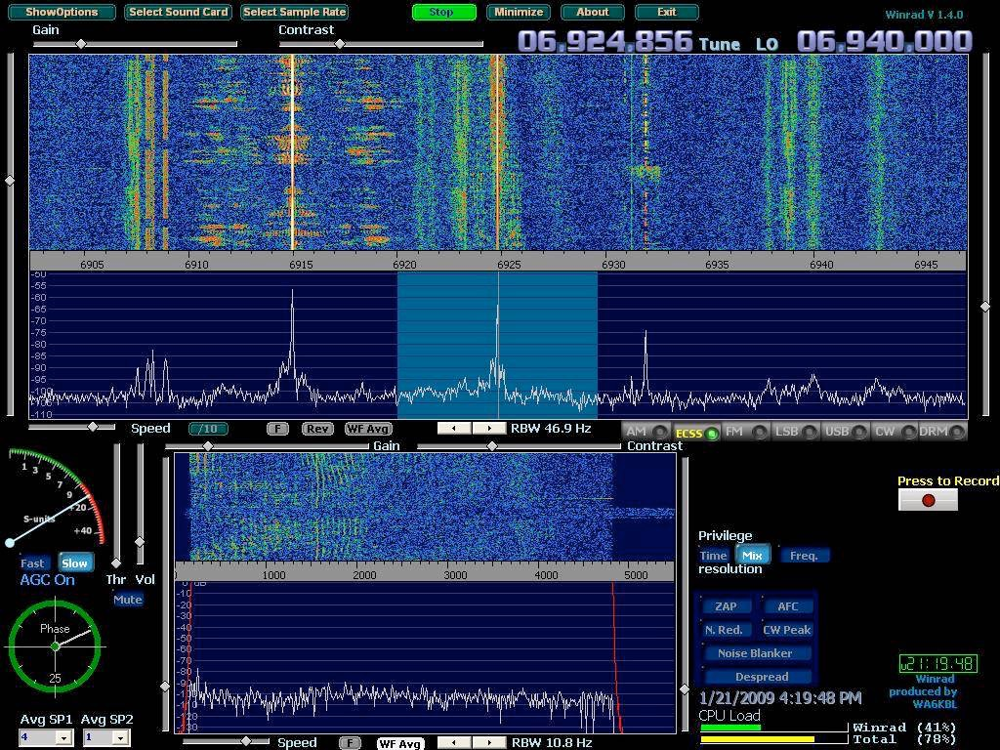 ShowOptions Select Sound Card Select Sample Rate Stop Minimize About Exit Winrad V 1.4.0
Gain Contrast 06,924,856 Tune LO 06,940,000
6905 6910 6915 6920 6925 6930 6935 6940 6945
-50
-55
-60
-65
-70
-75
-80
-85
-90
-95
-100
-105
-110
Speed /10 F Rev WF Avg RBW 46.9 Hz AM ECSS FM LSB USB CW DRM
Gain Contrast
1 3 5 7 9 +20 +40
S-units
Fast Slow
AGC On Thr Vol
Mute
Phase
25
Avg SP1 Avg SP2
4 1
1000 2000 3000 4000 5000
0 dB
-10
-20
-30
-40
-50
-60
-70
-80
-90
Speed F WF Avg RBW 10.8 Hz
Press to Record
Privilege
Time Mix Freq.
resolution
ZAP AFC
N. Red. CW Peak
Noise Blanker
Despread
u21:19.48
Winrad
produced by
WA6KBL
1/21/2009 4:19:48 PM
CPU Load
Winrad (41%)
Total (78%)